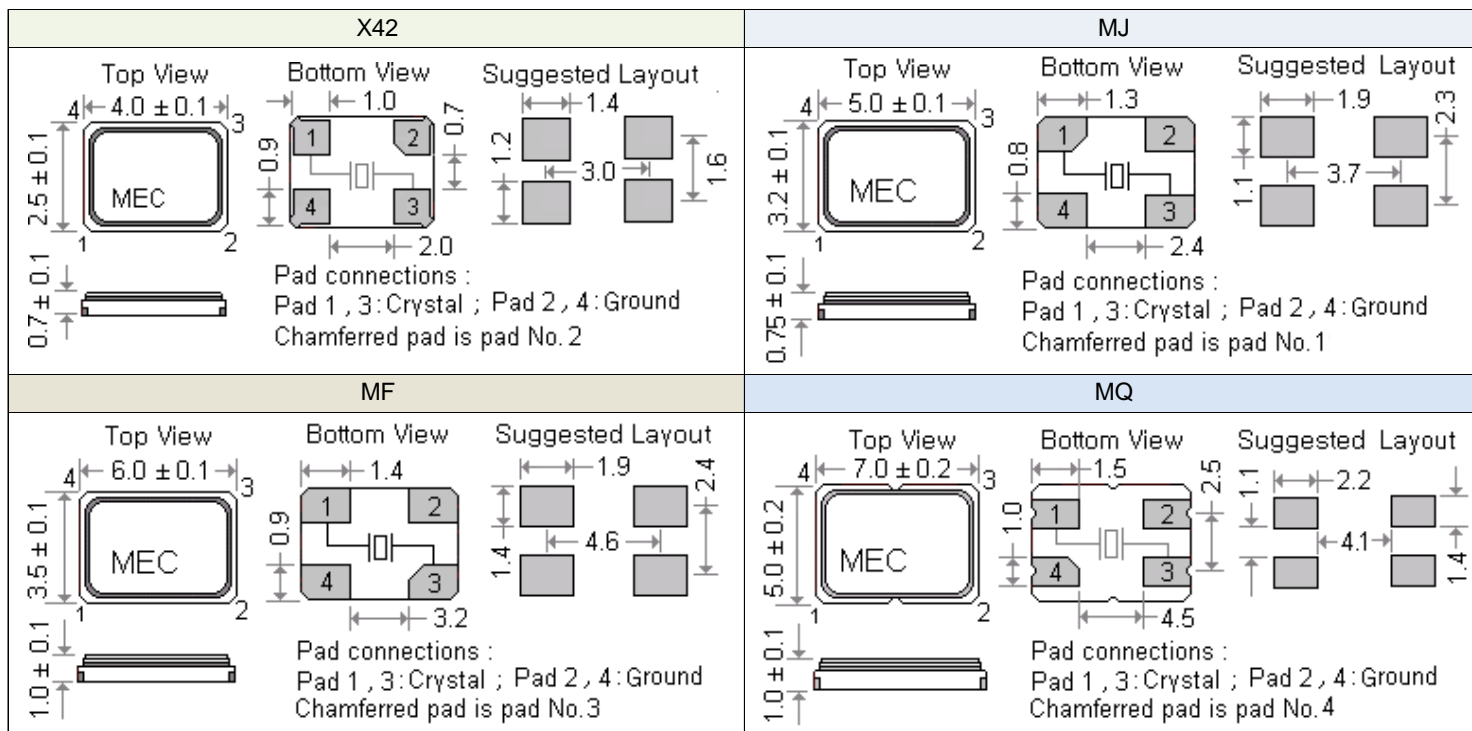 X42
Top View
Bottom View
Suggested Layout
4
4.0 ± 0.1
3
1.0
1.4
2.5 ± 0.1
MEC
1
2
0.9
1
2
4
3
0.7
2.0
1.2
3.0
1.6
0.7 ± 0.1
Pad connections :
Pad 1 , 3:Crystal ; Pad 2 , 4:Ground
Chamferred pad is pad No.2
MJ
Top View
Bottom View
Suggested Layout
4
5.0 ± 0.1
3
1.3
1.9
3.2 ± 0.1
MEC
1
2
0.8
1
2
4
3
2.4
1.1
3.7
2.3
0.75 ± 0.1
Pad connections :
Pad 1 , 3:Crystal ; Pad 2 , 4:Ground
Chamferred pad is pad No.1
MF
Top View
Bottom View
Suggested Layout
4
6.0 ± 0.1
3
1.4
1.9
3.5 ± 0.1
MEC
1
2
0.9
1
2
4
3
3.2
1.4
4.6
2.4
1.0 ± 0.1
Pad connections :
Pad 1 , 3:Crystal ; Pad 2 , 4:Ground
Chamferred pad is pad No.3
MQ
Top View
Bottom View
Suggested Layout
4
7.0 ± 0.2
3
1.5
2.2
5.0 ± 0.2
MEC
1
2
1.0
1
2
4
3
2.5
4.5
1.1
4.1
1.4
1.0 ± 0.1
Pad connections :
Pad 1 , 3:Crystal ; Pad 2 , 4:Ground
Chamferred pad is pad No.4